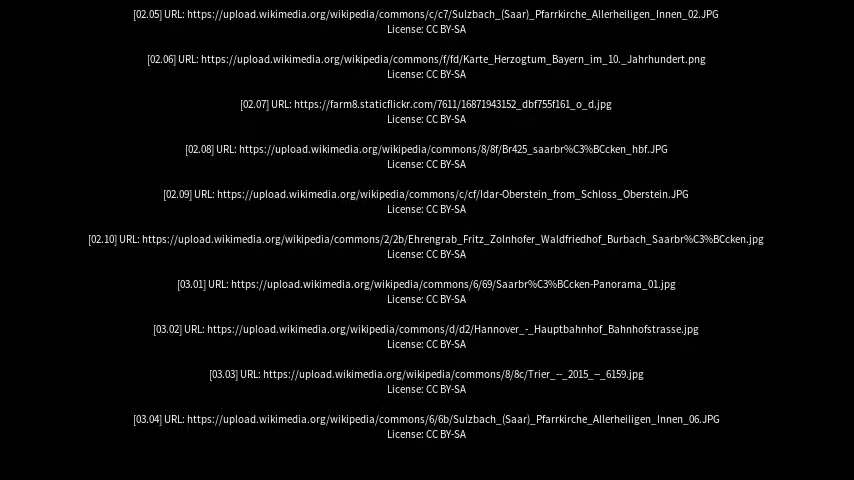 [02.05] URL: https://upload.wikimedia.org/wikipedia/commons/c/c7/Sulzbach_(Saar)_Pfarrkirche_Allerheiligen_Innen_02.JPG
License: CC BY-SA
[02.06] URL: https://upload.wikimedia.org/wikipedia/commons/f/fd/Karte_Herzogtum_Bayern_im_10._Jahrhundert.png
License: CC BY-SA
[02.07] URL: https://farm8.staticflickr.com/7611/16871943152_dbf755f161_o_d.jpg
License: CC BY-SA
[02.08] URL: https://upload.wikimedia.org/wikipedia/commons/8/8f/Br425_saarbr%C3%BCcken_hbf.JPG
License: CC BY-SA
[02.09] URL: https://upload.wikimedia.org/wikipedia/commons/c/cf/Idar-Oberstein_from_Schloss_Oberstein.JPG
License: CC BY-SA
[02.10] URL: https://upload.wikimedia.org/wikipedia/commons/2/2b/Ehrengrab_Fritz_Zolnhofer_Waldfriedhof_Burbach_Saarbr%C3%BCcken.jpg
License: CC BY-SA
[03.01] URL: https://upload.wikimedia.org/wikipedia/commons/6/69/Saarbr%C3%BCcken-Panorama_01.jpg
License: CC BY-SA
[03.02] URL: https://upload.wikimedia.org/wikipedia/commons/d/d2/Hannover_-_Hauptbahnhof_Bahnhofstrasse.jpg
License: CC BY-SA
[03.03] URL: https://upload.wikimedia.org/wikipedia/commons/8/8c/Trier_--_2015_--_6159.jpg
License: CC BY-SA
[03.04] URL: https://upload.wikimedia.org/wikipedia/commons/6/6b/Sulzbach_(Saar)_Pfarrkirche_Allerheiligen_Innen_06.JPG
License: CC BY-SA